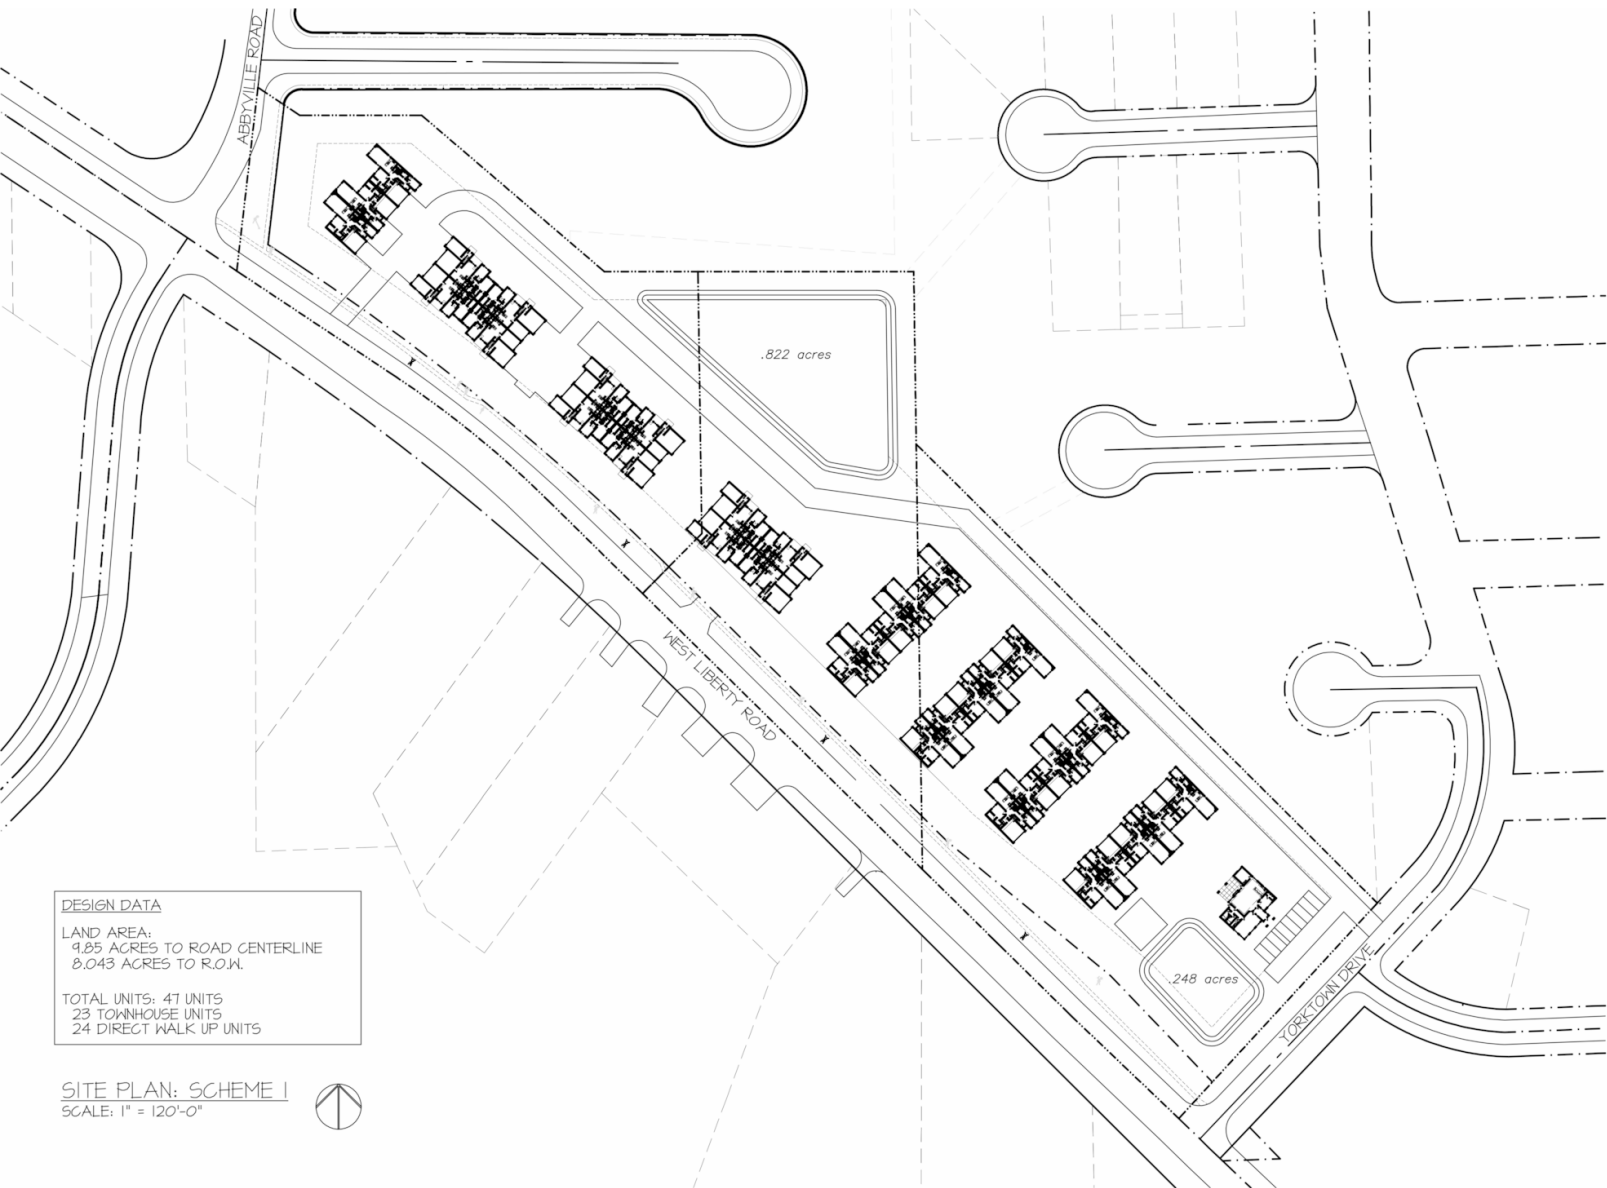 ABBYVILLE ROAD
.822 acres
WEST LIBERTY ROAD
.248 acres
YORKTOWN DRIVE
DESIGN DATA
LAND AREA:
9.85 ACRES TO ROAD CENTERLINE
8.043 ACRES TO R.O.W.
TOTAL UNITS: 47 UNITS
23 TOWNHOUSE UNITS
24 DIRECT WALK UP UNITS
SITE PLAN: SCHEME I
SCALE: 1" = 120'-0"